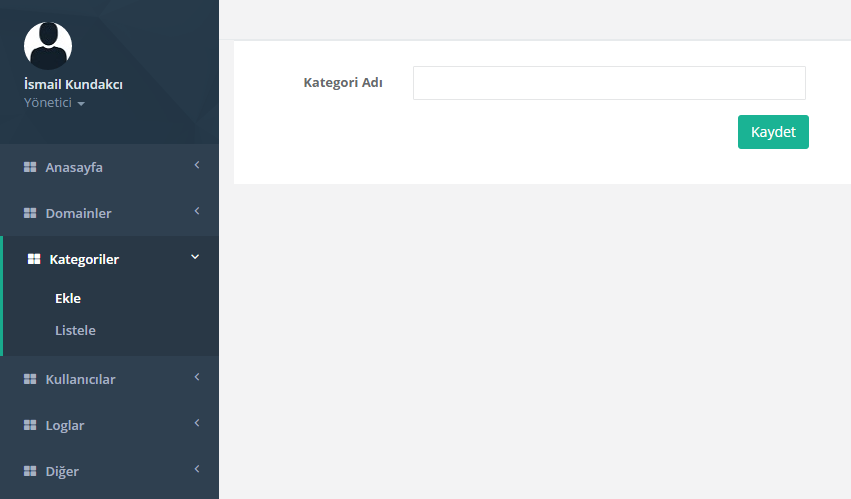 İsmail Kundakcı
Yönetici
Anasayfa
Domainler
Kategoriler
Ekle
Listele
Kullanıcılar
Loglar
Diğer
Kategori Adı
Kaydet